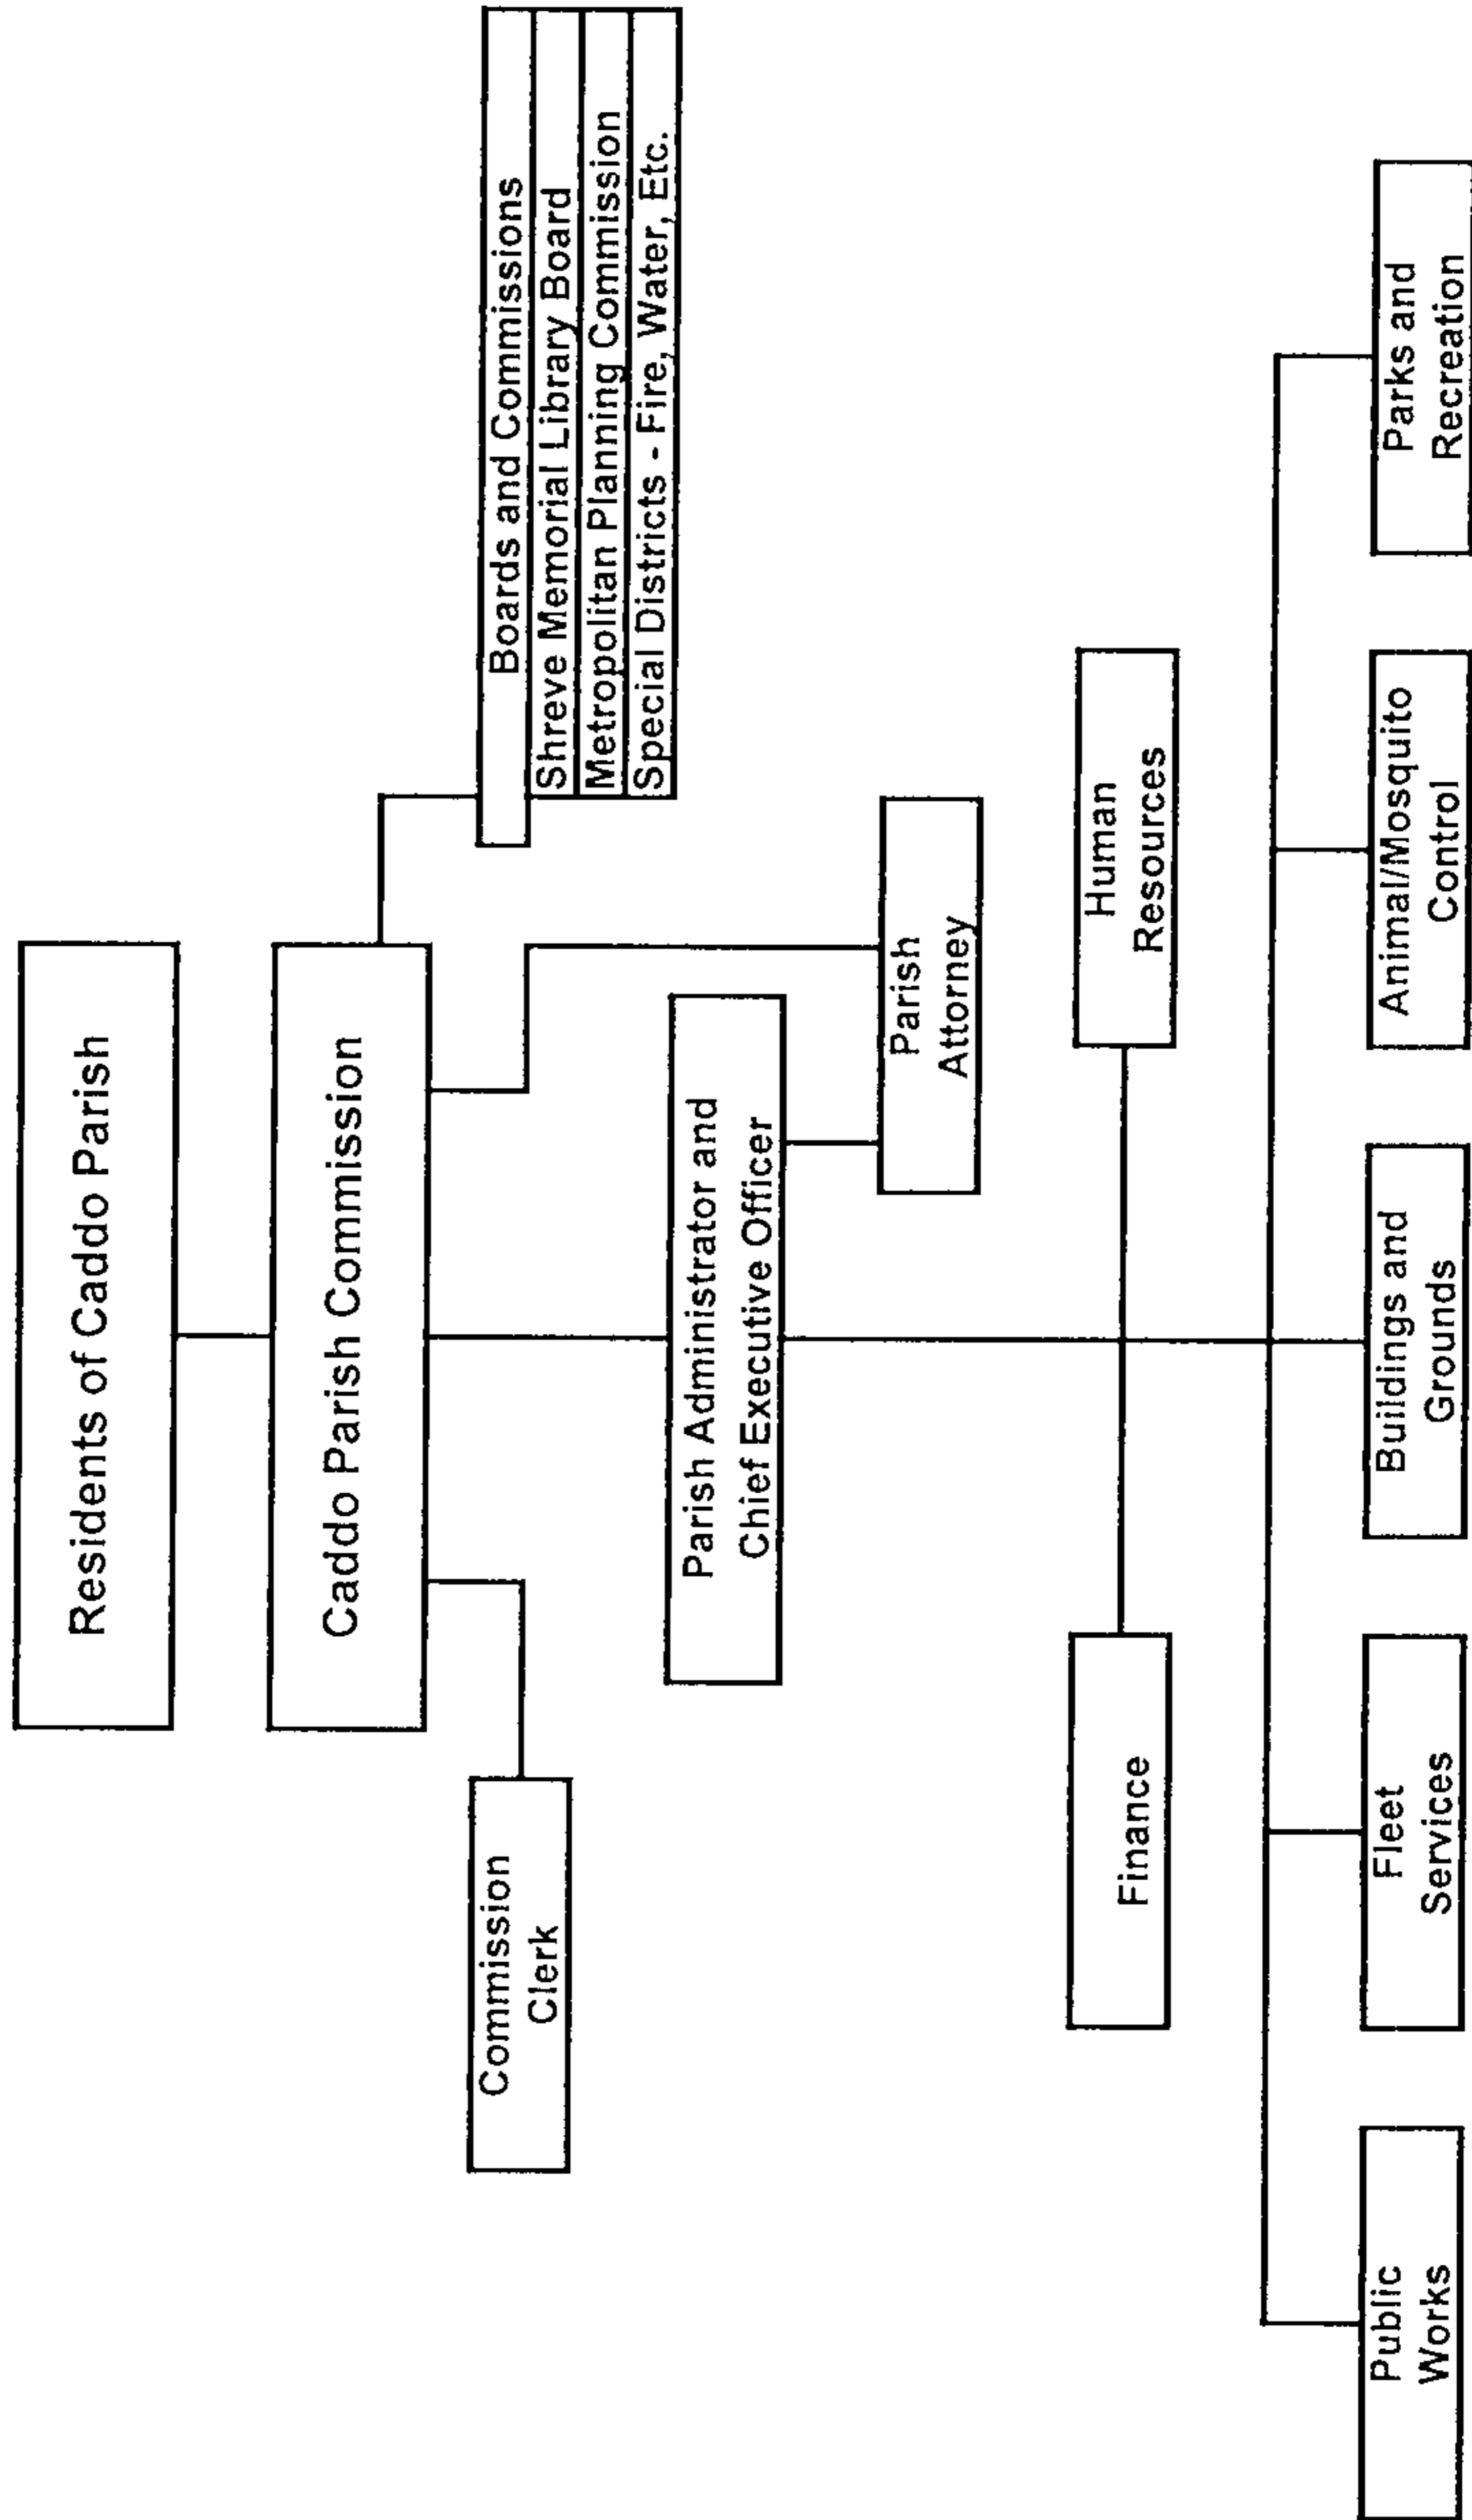 Residents of Caddo Parish
Caddo Parish Commission
Boards and Commissions
Shreve Memorial Library Board
Metropolitan Planning Commission
Special Districts - Fire, Water, Etc.
Commission
Clerk
Parish Administrator and
Chief Executive Officer
Parish
Attorney
Finance
Human
Resources
Public
Works
Fleet
Services
Buildings and
Grounds
Animal/Mosquito
Control
Parks and
Recreation